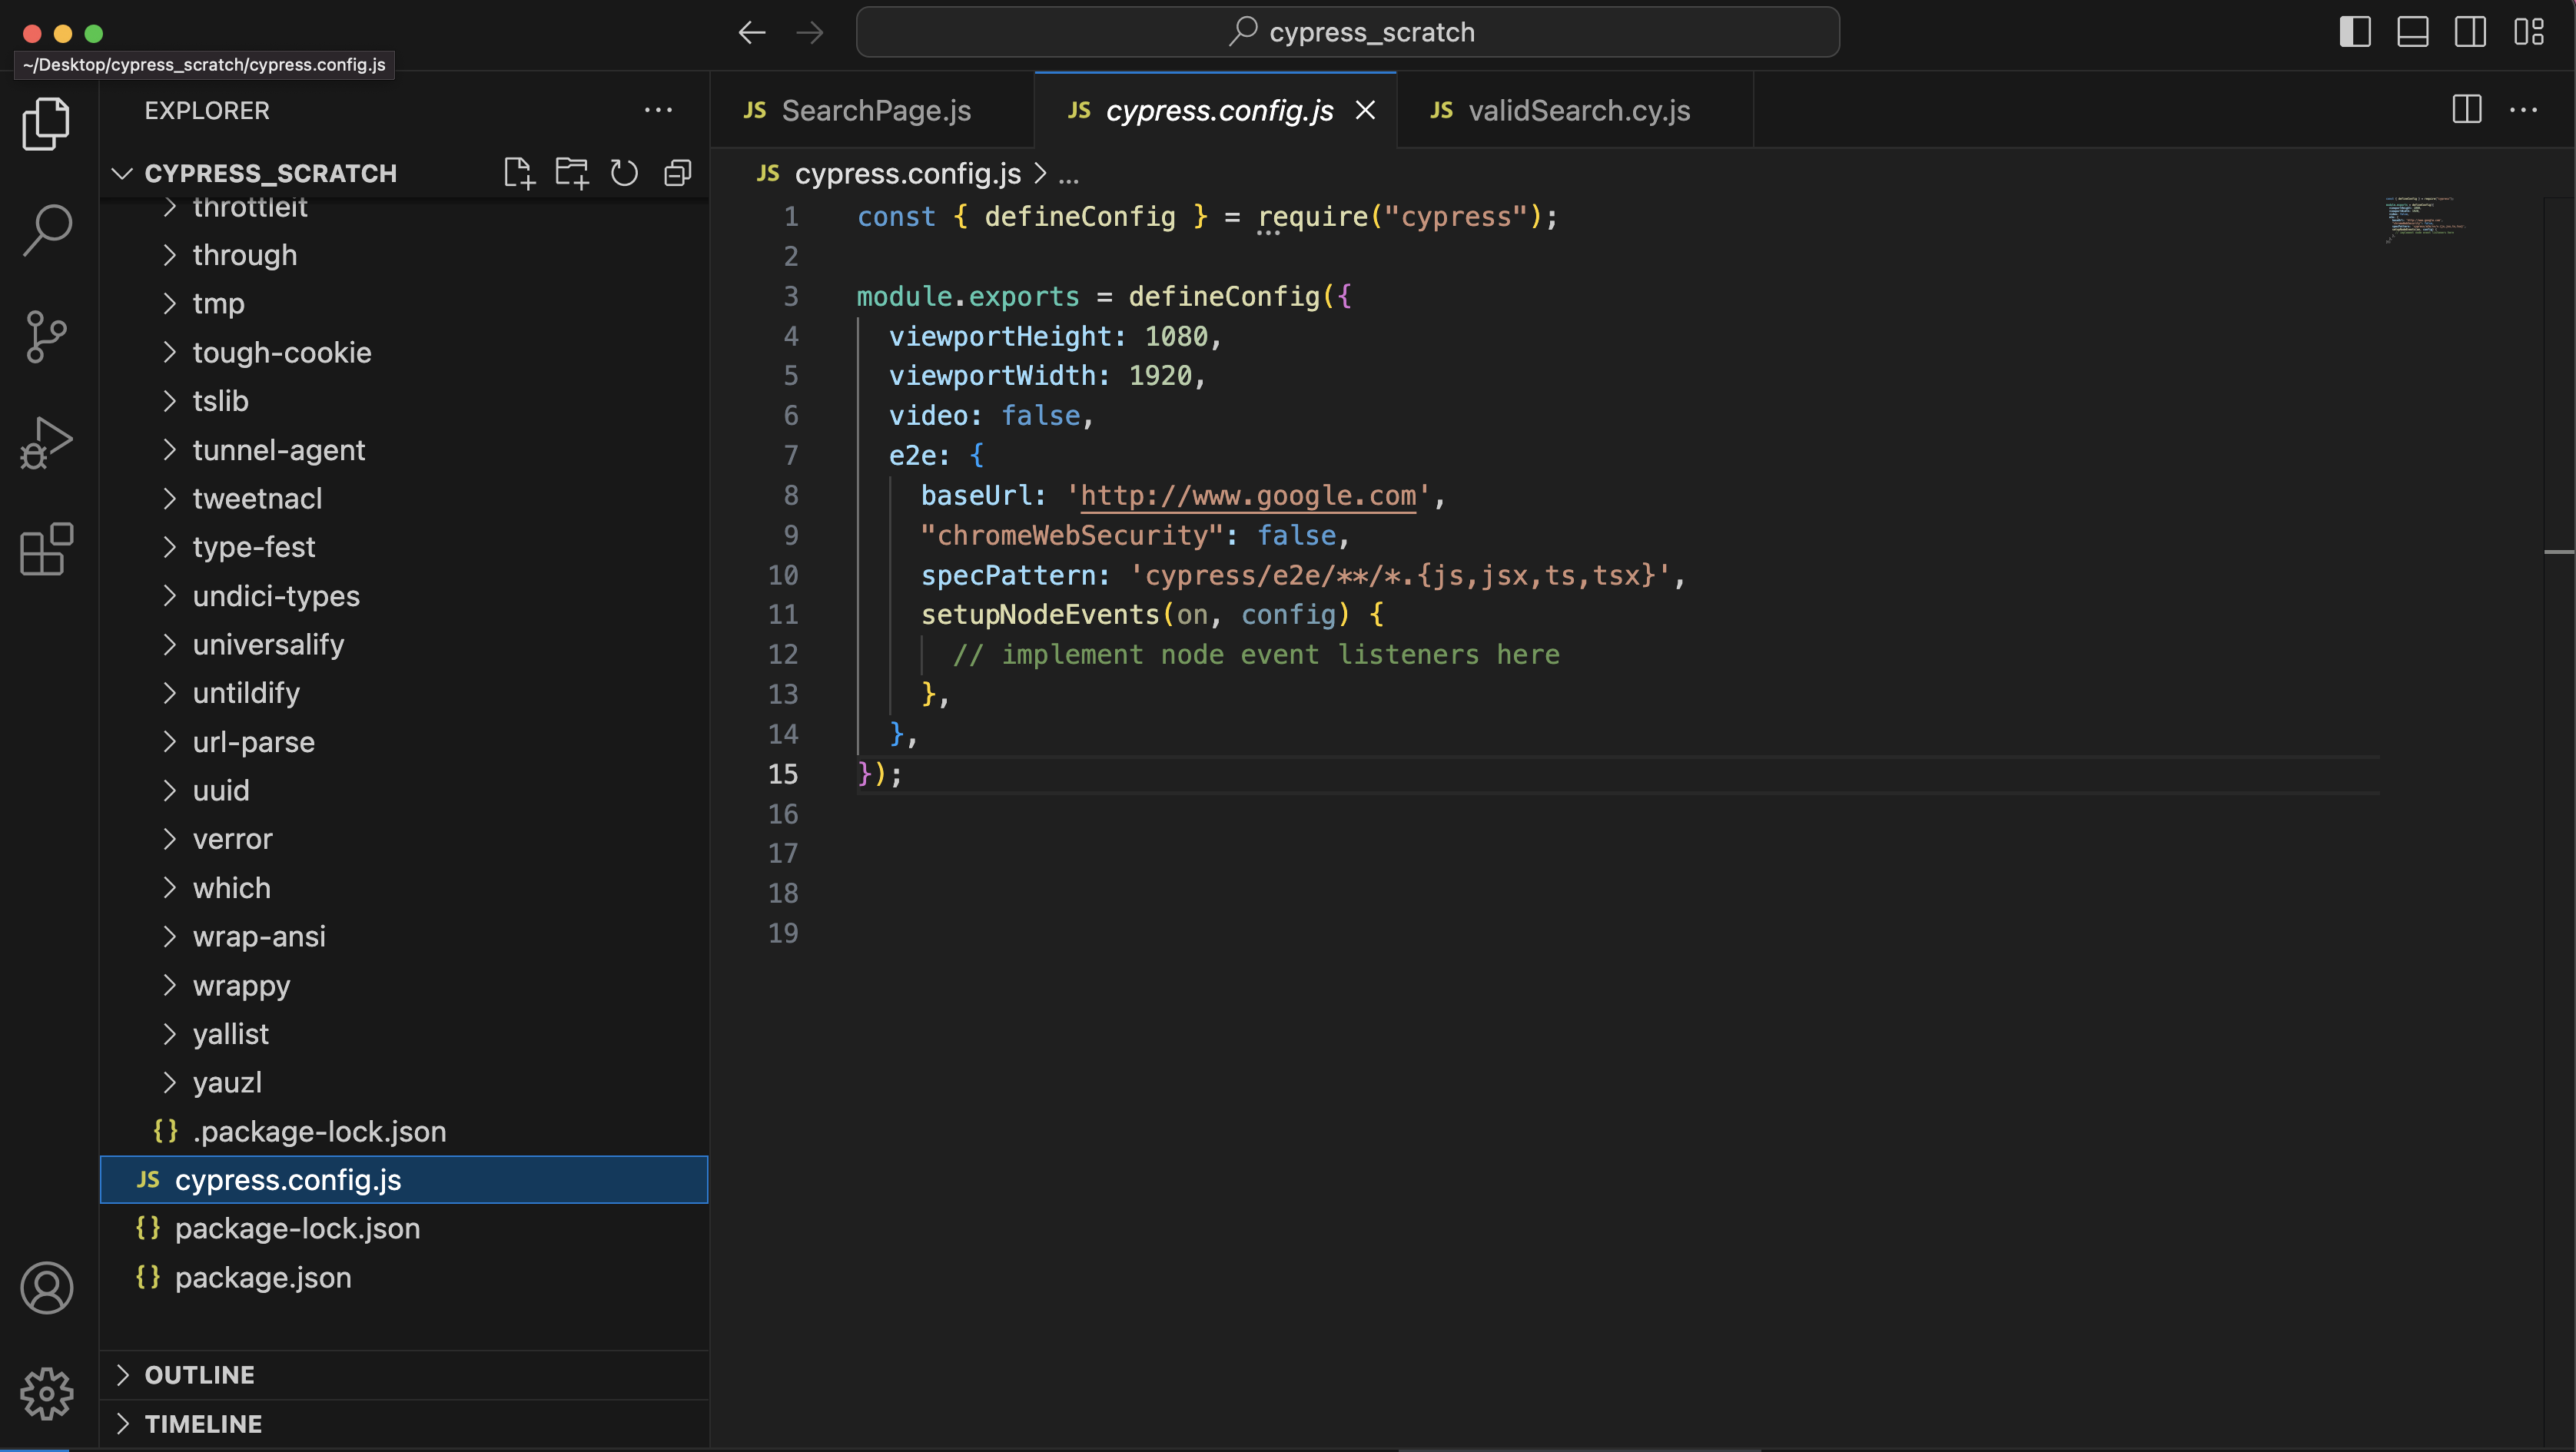 cypress_scratch
~/Desktop/cypress_scratch/cypress.config.js
EXPLORER
CYPRESS_SCRATCH
throttleit
through
tmp
tough-cookie
tslib
tunnel-agent
tweetnacl
type-fest
undici-types
universalify
untildify
url-parse
uuid
verror
which
wrap-ansi
wrappy
yallist
yauzl
{} .package-lock.json
JS cypress.config.js
{} package-lock.json
{} package.json
OUTLINE
TIMELINE
JS SearchPage.js JS cypress.config.js JS validSearch.cy.js
JS cypress.config.js > ...
1 const { defineConfig } = require("cypress");
2
3 module.exports = defineConfig({
4 viewportHeight: 1080,
5 viewportWidth: 1920,
6 video: false,
7 e2e: {
8 baseUrl: 'http://www.google.com',
9 "chromeWebSecurity": false,
10 specPattern: 'cypress/e2e/**/*.{js,jsx,ts,tsx}',
11 setupNodeEvents(on, config) {
12 // implement node event listeners here
13 },
14 },
15 });
16
17
18
19